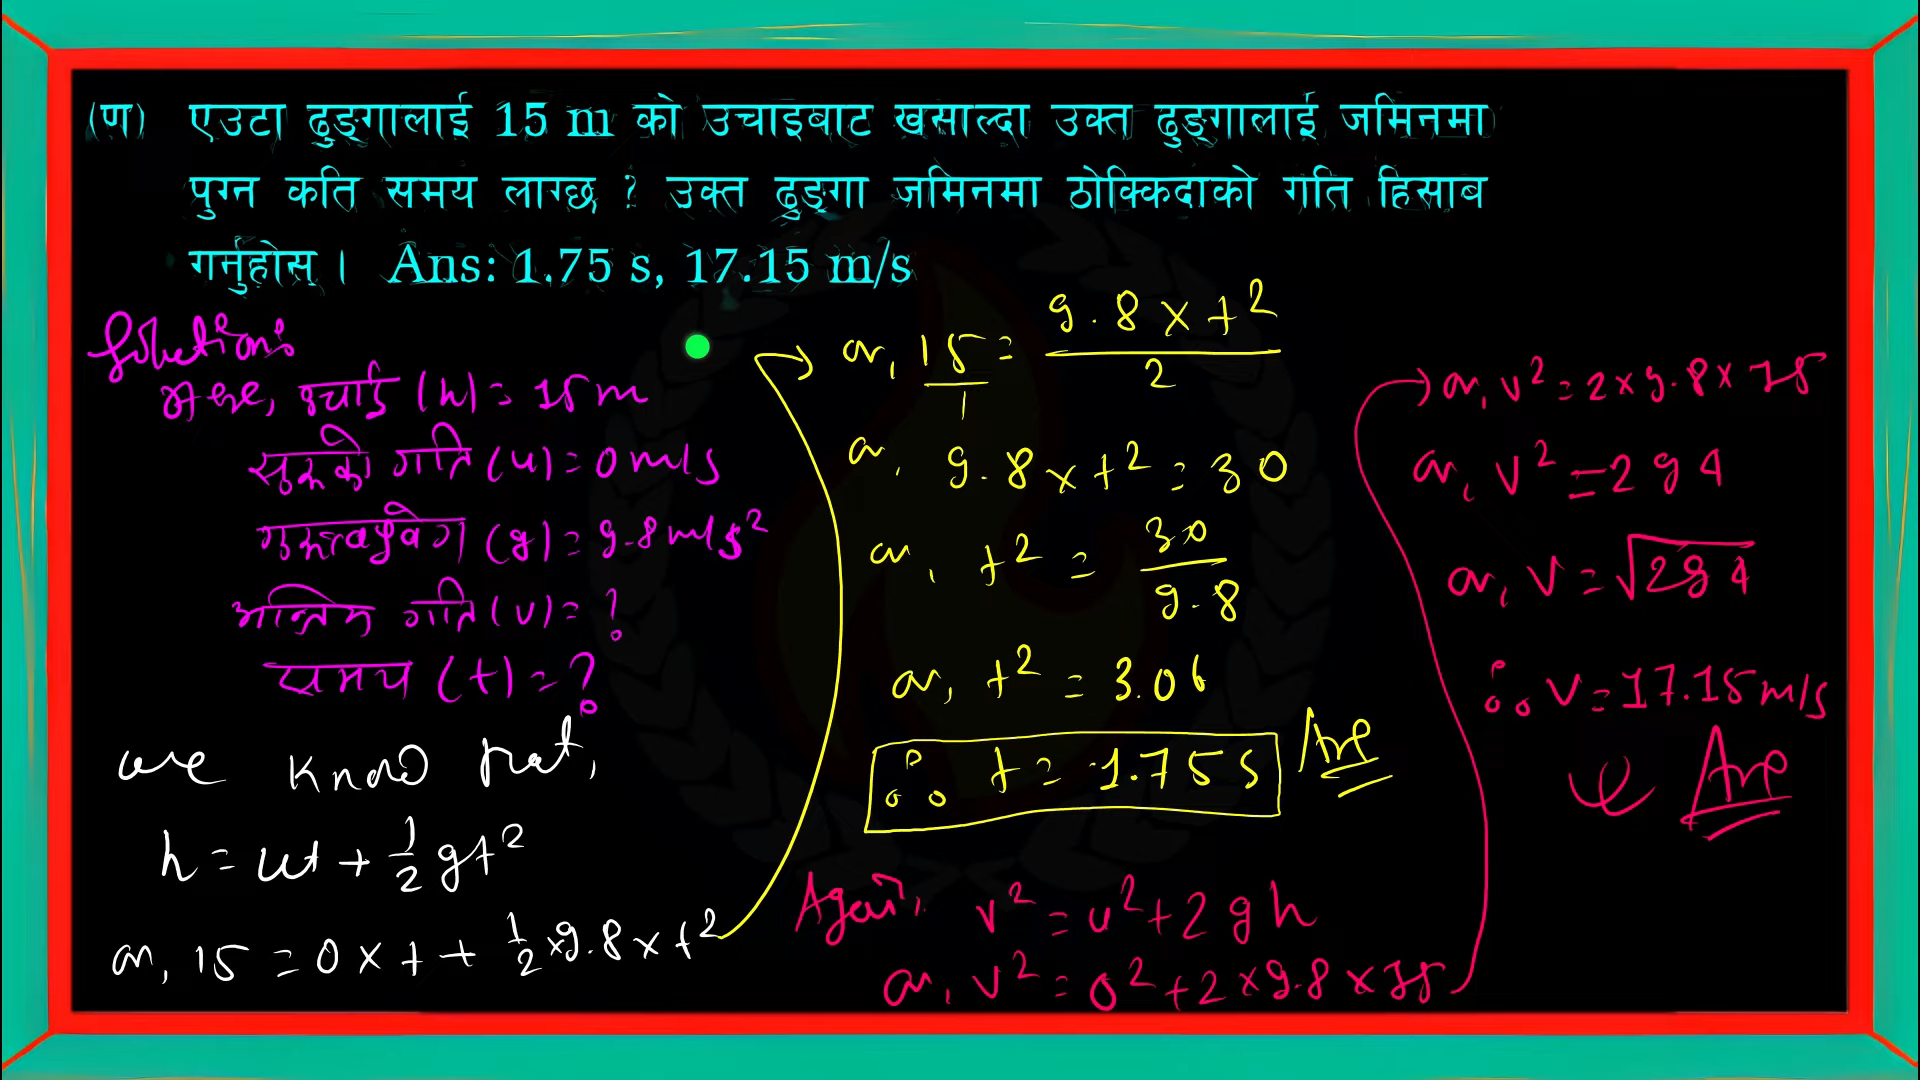 (ण) एउटा ढुङ्गालाई 15 m को उचाइबाट खसाल्दा उक्त ढुङ्गालाई जमिनमा
पुग्न कति समय लाग्छ ? उक्त ढुङ्गा जमिनमा ठोक्किदाको गति हिसाब
गर्नुहोस् । Ans: 1.75 s, 17.15 m/s
Solution:
उचाई (h) = 15m
सुरुको गति (u) = 0 m/s
गुरुत्वप्रवेग (g) = 9.8 m/s²
अन्तिम गति (v) = ?
समय (t) = ?
we know that,
h = ut + 1/2 gt²
or, 15 = 0 x t + 1/2 x 9.8 x t²
or, 15/1 = 9.8 x t²/2
or, 9.8 x t² = 30
or, t² = 30/9.8
or, t² = 3.06
∴ t = 1.75 s Ans
Again, v² = u² + 2gh
or, v² = 0² + 2 x 9.8 x 15
or, v² = 2 x 9.8 x 15
or, v² = 294
or, v = √294
∴ v = 17.15 m/s
Ans